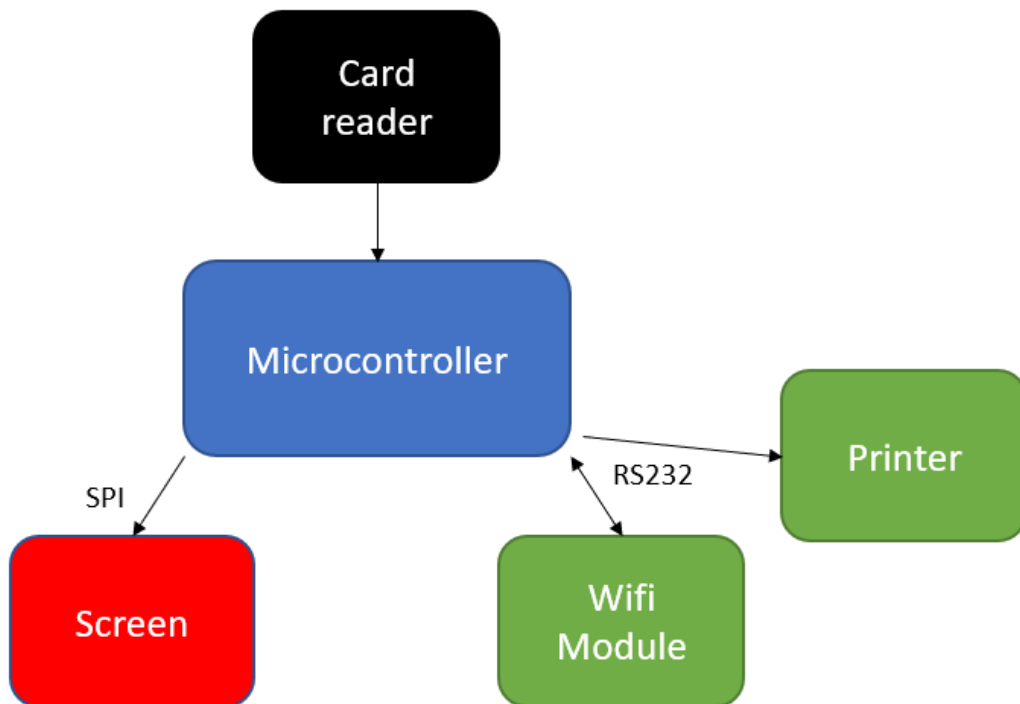 Card
reader
Microcontroller
Printer
RS232
SPI
Screen
Wifi
Module